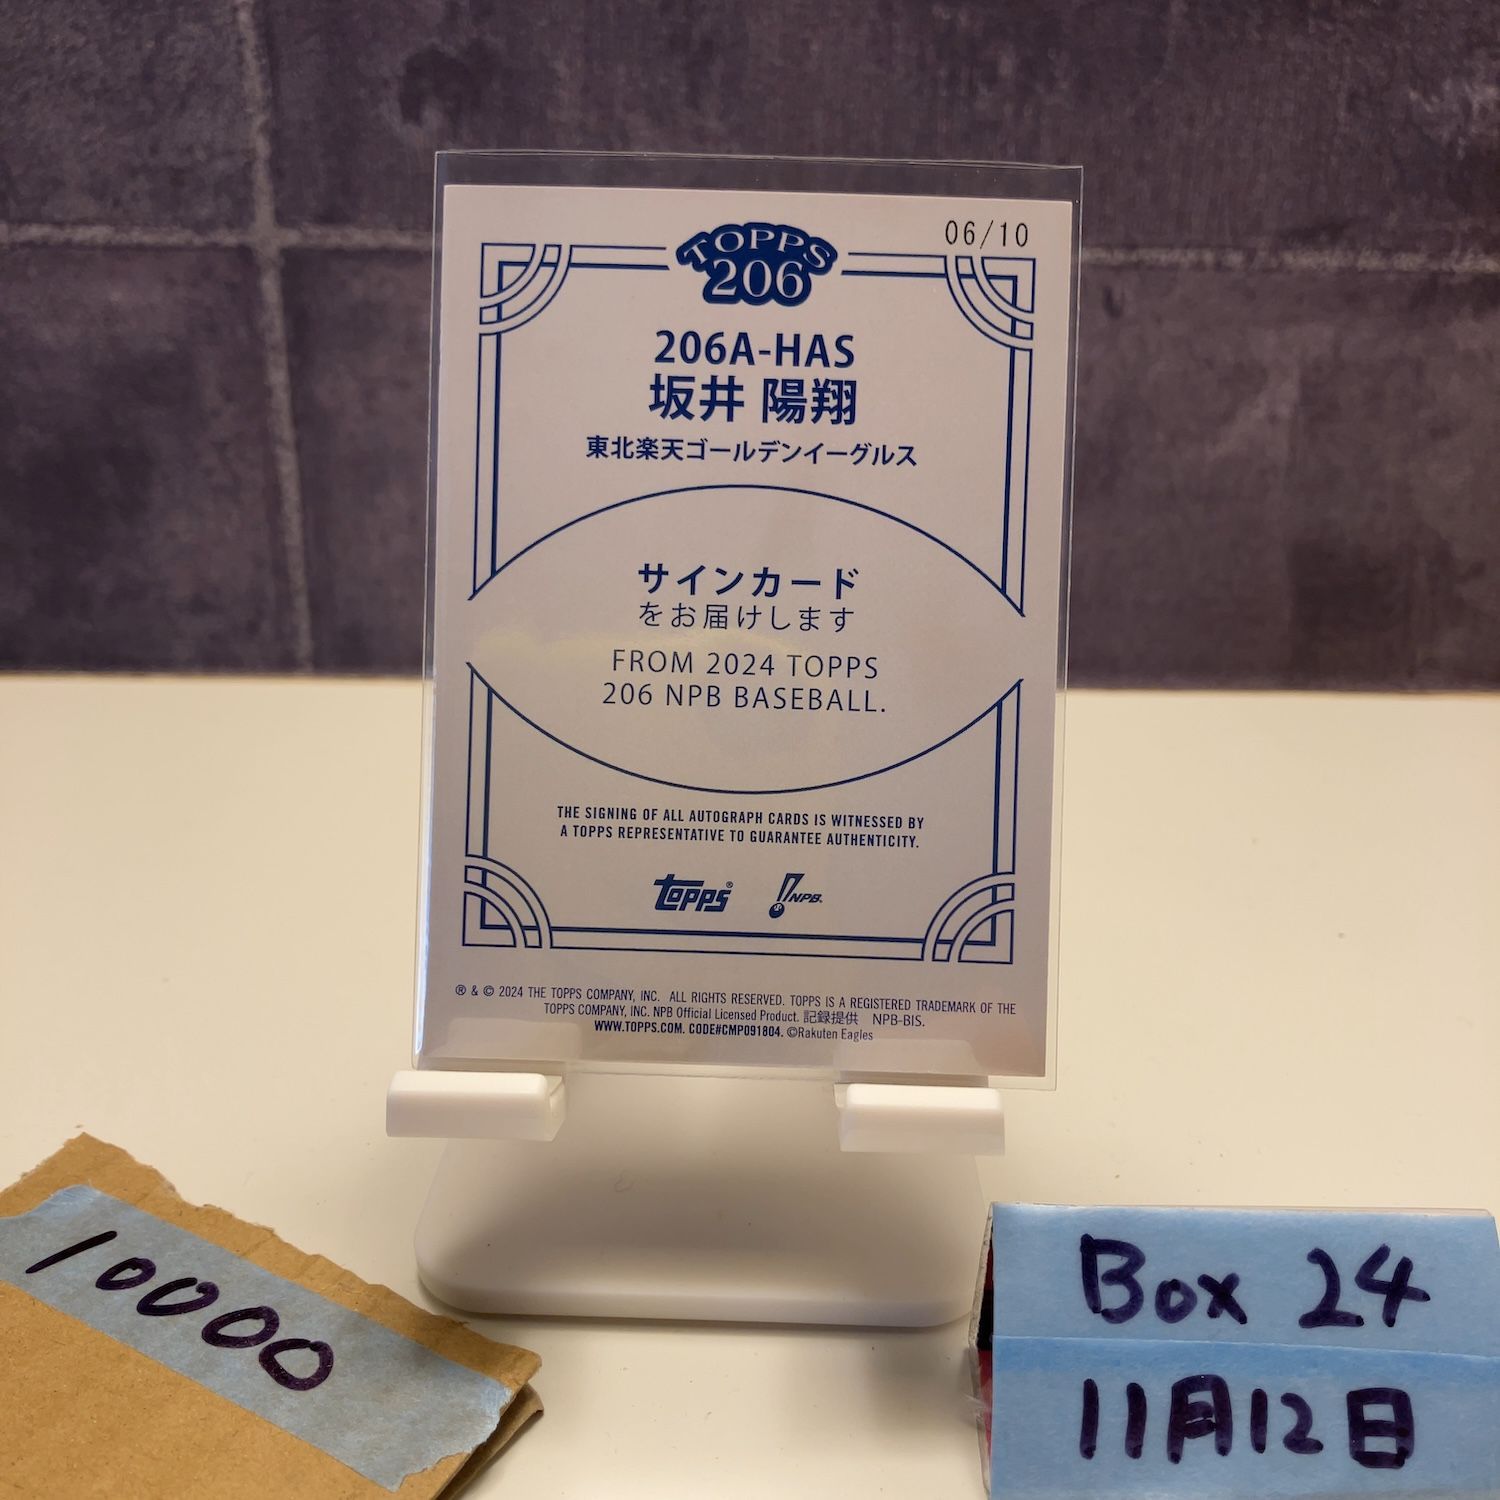 06/10
TOPPS
206
206A-HAS
坂井 陽翔
東北楽天ゴールデンイーグルス
サインカード
をお届けします
FROM 2024 TOPPS
206 NPB BASEBALL.
THE SIGNING OF ALL AUTOGRAPH CARDS IS WITNESSED BY
A TOPPS REPRESENTATIVE TO GUARANTEE AUTHENTICITY.
topps® NPB.
® & © 2024 THE TOPPS COMPANY, INC. ALL RIGHTS RESERVED. TOPPS IS A REGISTERED TRADEMARK OF THE
TOPPS COMPANY, INC. NPB Official Licensed Product. 記録提供 NPB-BIS.
WWW.TOPPS.COM. CODE#CMP091804. ©Rakuten Eagles
10000
Box 24
11月12日